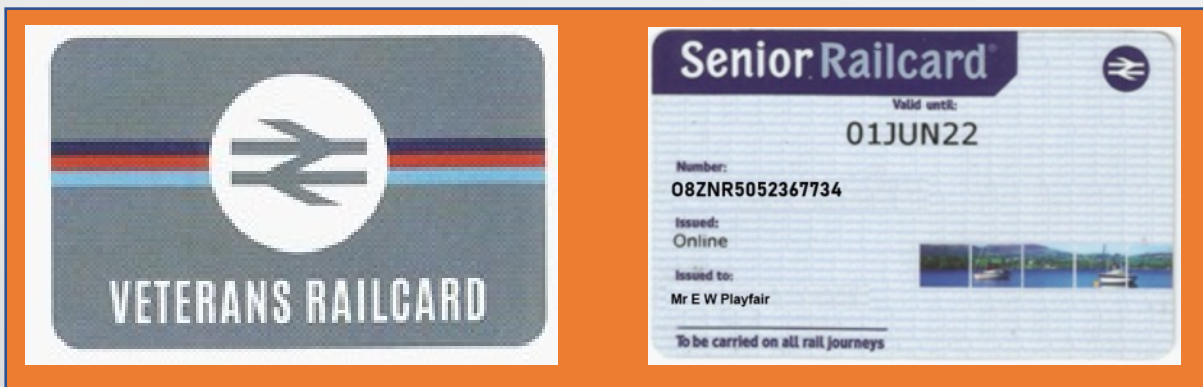 VETERANS RAILCARD
Senior Railcard
Valid until:
01JUN22
Number:
O8ZNR5052367734
Issued:
Online
Issued to:
Mr E W Playfair
To be carried on all rail journeys